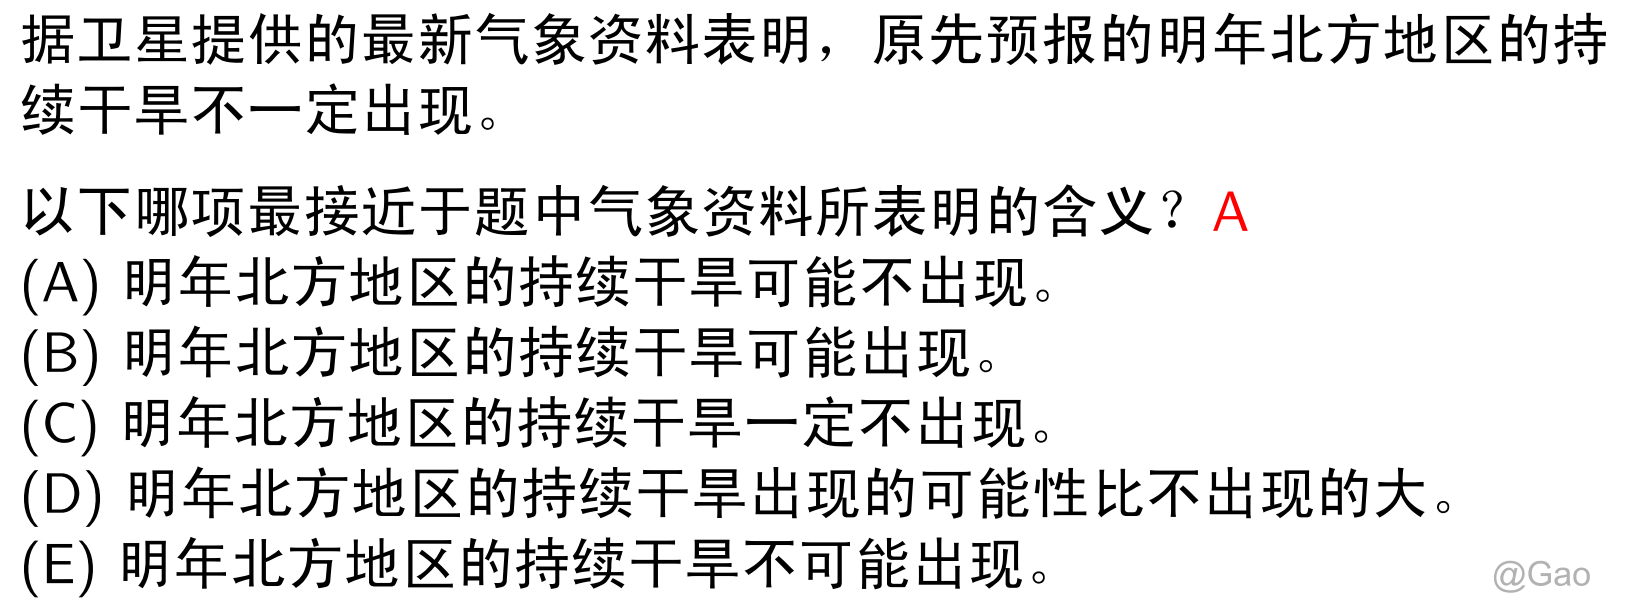 据卫星提供的最新气象资料表明，原先预报的明年北方地区的持
续干旱不一定出现。
以下哪项最接近于题中气象资料所表明的含义？A
(A) 明年北方地区的持续干旱可能不出现。
(B) 明年北方地区的持续干旱可能出现。
(C) 明年北方地区的持续干旱一定不出现。
(D) 明年北方地区的持续干旱出现的可能性比不出现的大。
(E) 明年北方地区的持续干旱不可能出现。
@Gao